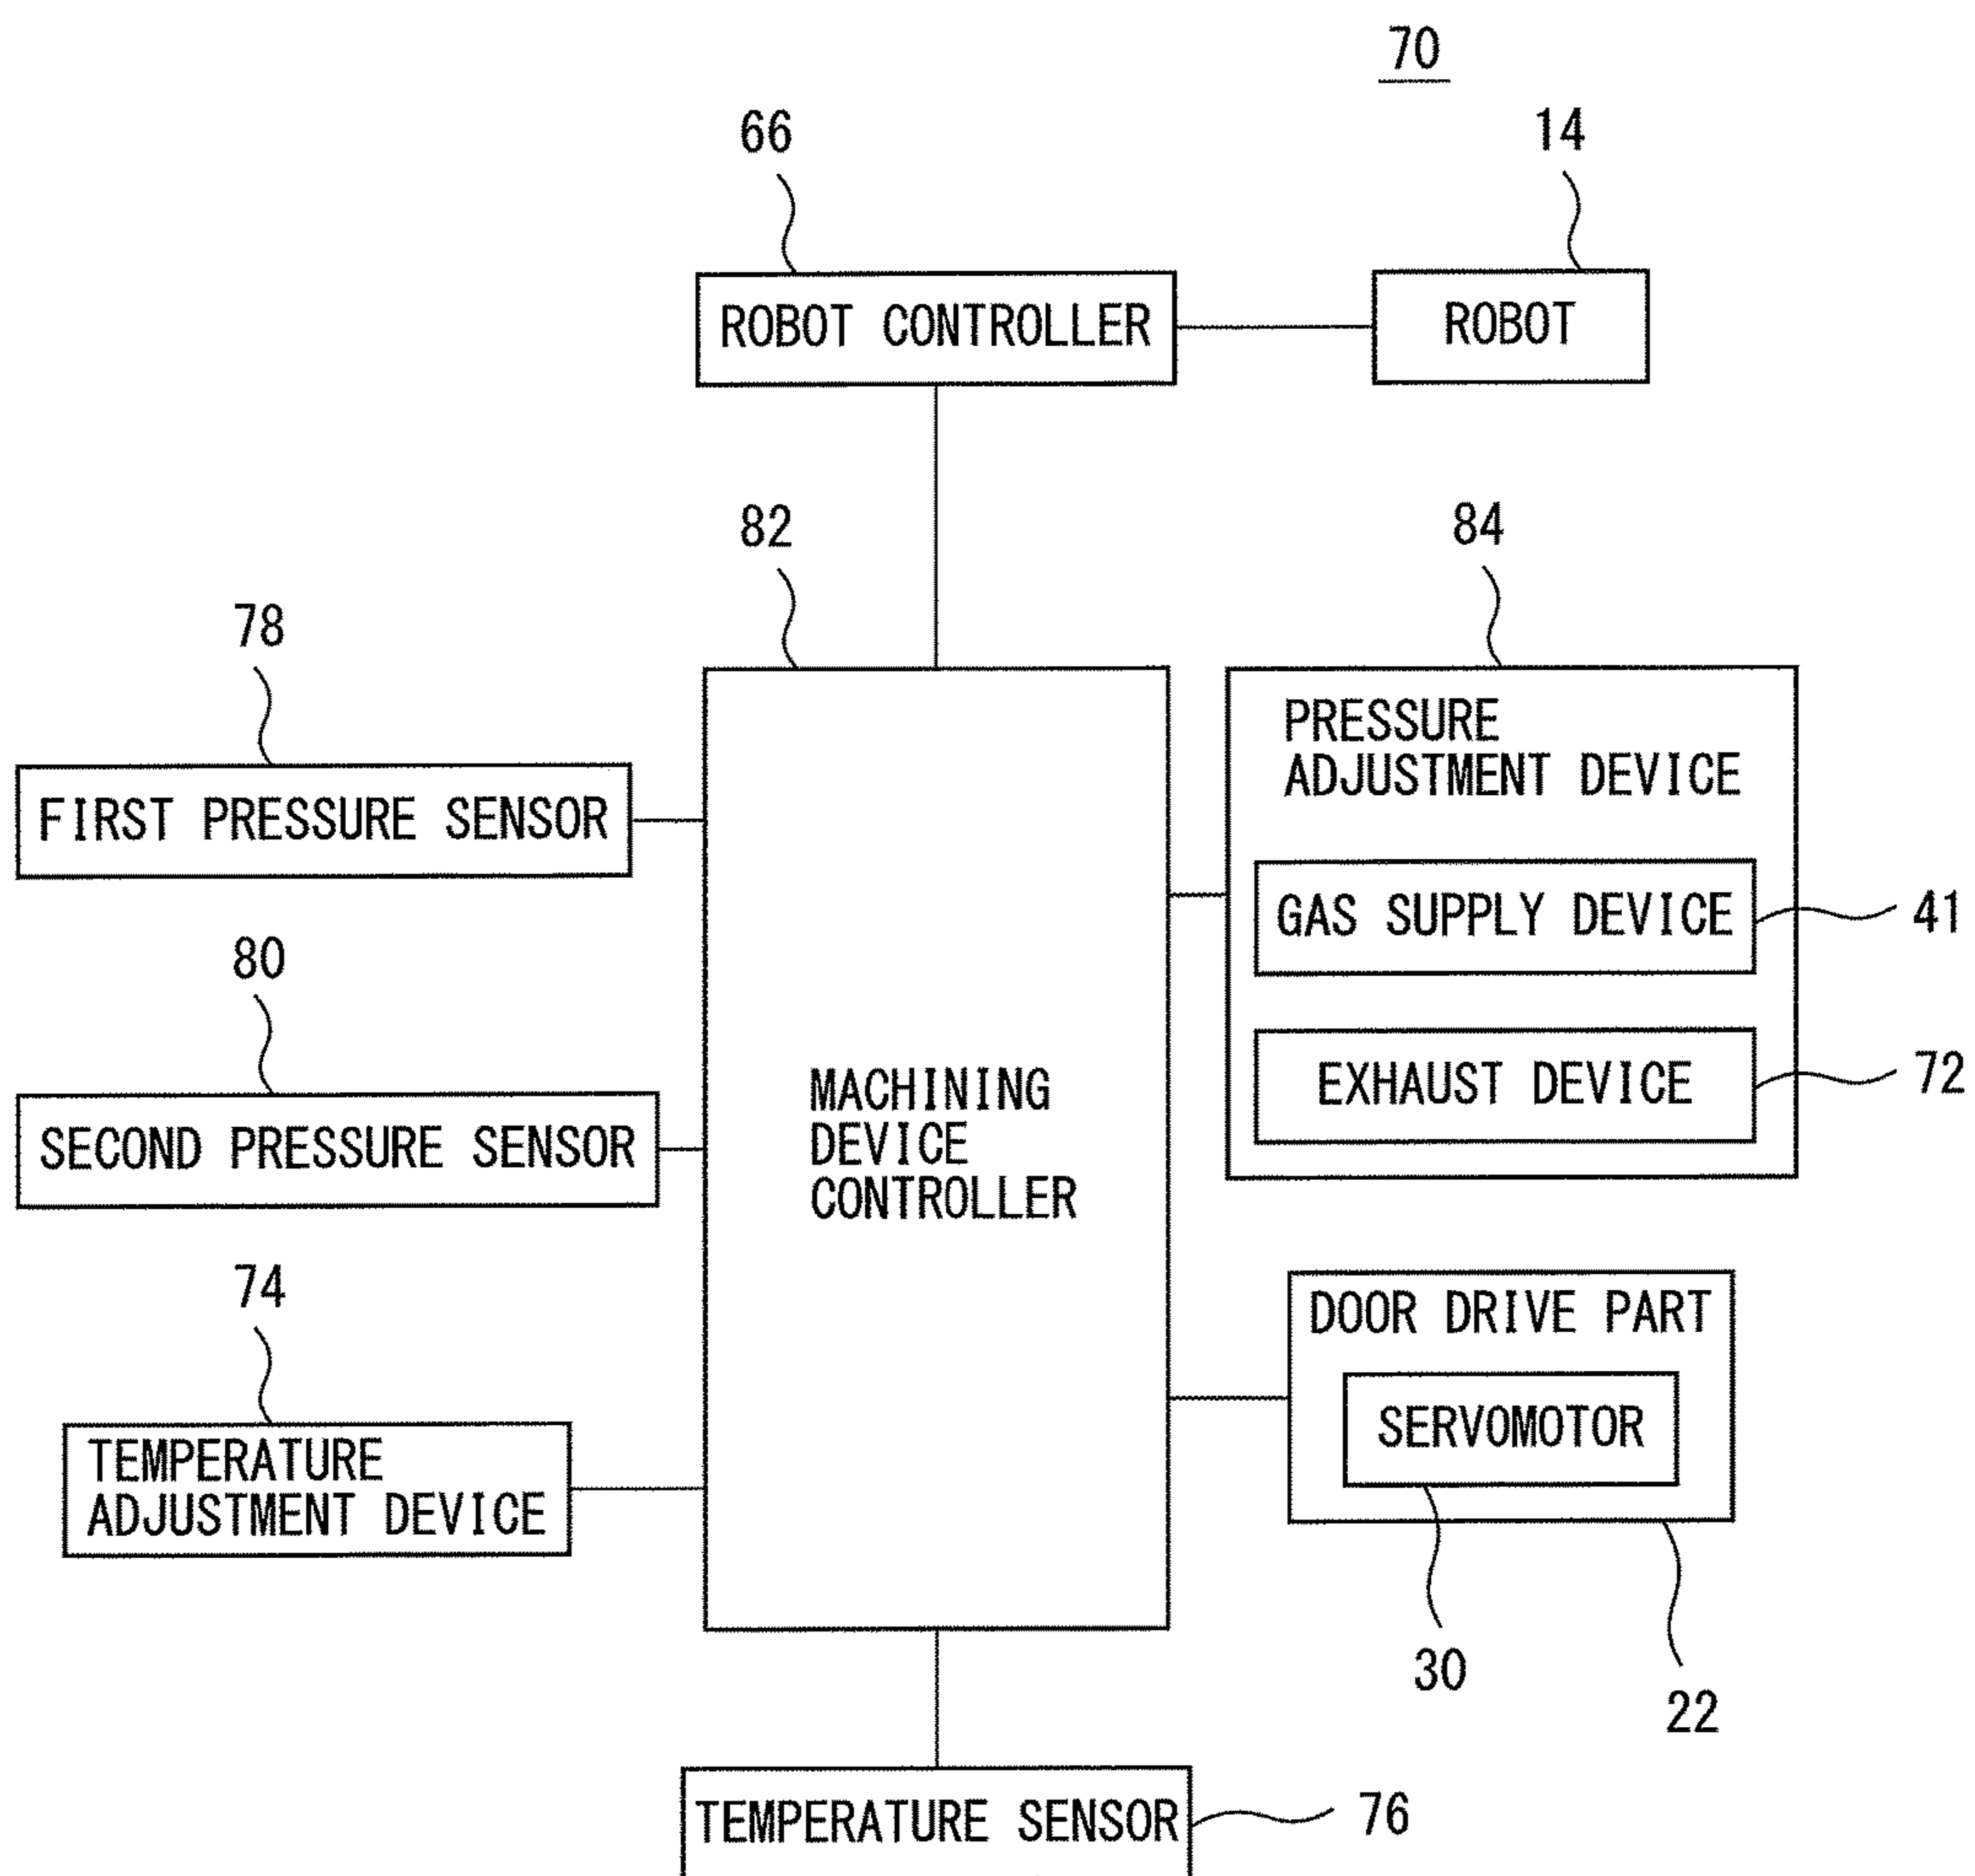 70
66
14
ROBOT CONTROLLER
ROBOT
82
84
78
PRESSURE
ADJUSTMENT DEVICE
FIRST PRESSURE SENSOR
GAS SUPPLY DEVICE
41
80
EXHAUST DEVICE
72
SECOND PRESSURE SENSOR
MACHINING
DEVICE
CONTROLLER
74
DOOR DRIVE PART
TEMPERATURE
ADJUSTMENT DEVICE
SERVOMOTOR
30
22
TEMPERATURE SENSOR
76